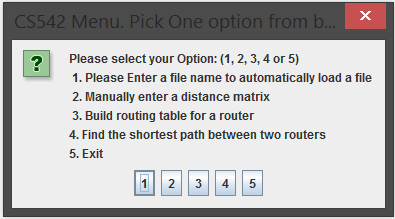 CS542 Menu. Pick One option from b...
Please select your Option: (1, 2, 3, 4 or 5)
1. Please Enter a file name to automatically load a file
2. Manually enter a distance matrix
3. Build routing table for a router
4. Find the shortest path between two routers
5. Exit
1 2 3 4 5